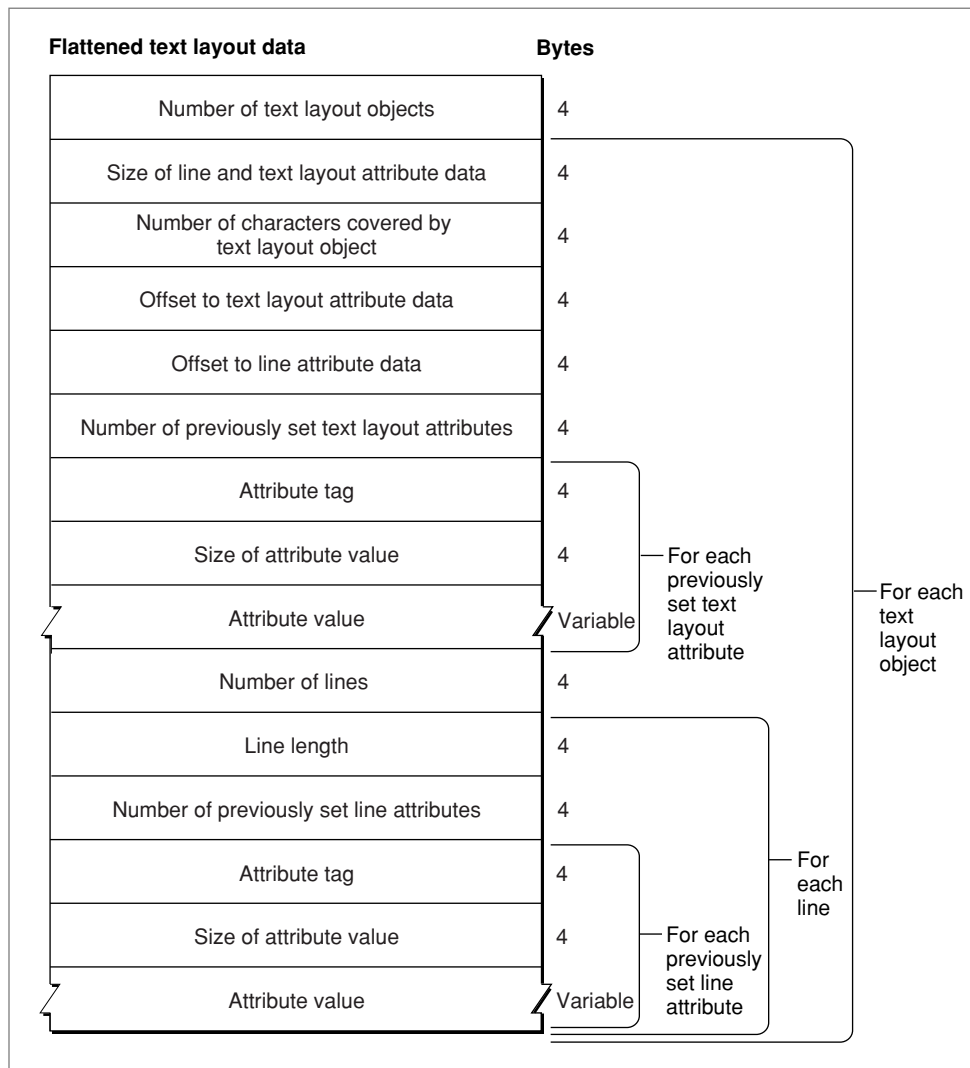 Flattened text layout data Bytes
Number of text layout objects 4
Size of line and text layout attribute data 4
Number of characters covered by
text layout object 4
Offset to text layout attribute data 4
Offset to line attribute data 4
Number of previously set text layout attributes 4
Attribute tag 4
Size of attribute value 4
Attribute value Variable
For each
previously
set text
layout
attribute
For each
text
layout
object
Number of lines 4
Line length 4
Number of previously set line attributes 4
Attribute tag 4
Size of attribute value 4
Attribute value Variable
For each
previously
set line
attribute
For
each
line